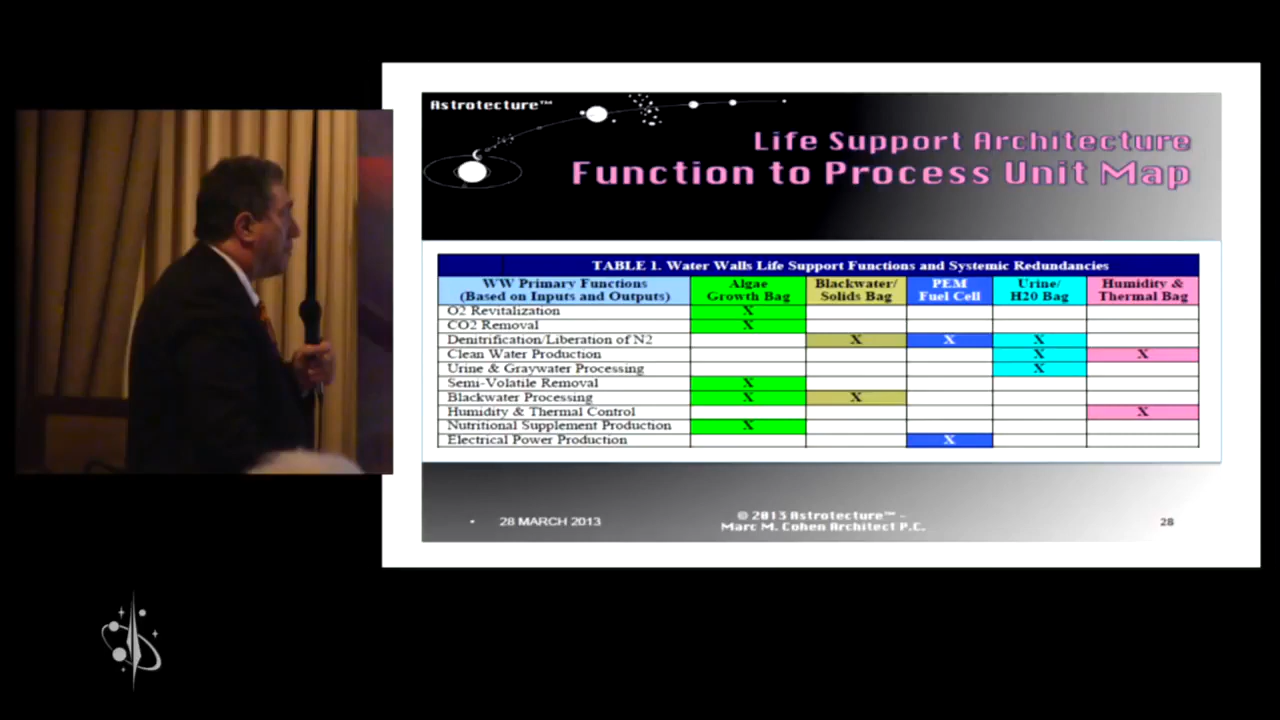 Astrotecture™
Life Support Architecture
Function to Process Unit Map
TABLE 1. Water Walls Life Support Functions and Systemic Redundancies
WW Primary Functions (Based on Inputs and Outputs) Algae Growth Bag Blackwater/ Solids Bag PEM Fuel Cell Urine/ H20 Bag Humidity & Thermal Bag
O2 Revitalization X
CO2 Removal X
Denitrification/Liberation of N2 X X X
Clean Water Production X X
Urine & Graywater Processing X
Semi-Volatile Removal X
Blackwater Processing X X
Humidity & Thermal Control X
Nutritional Supplement Production X
Electrical Power Production X
• 28 MARCH 2013
© 2013 Astrotecture™ –
Marc M. Cohen Architect P.C.
28